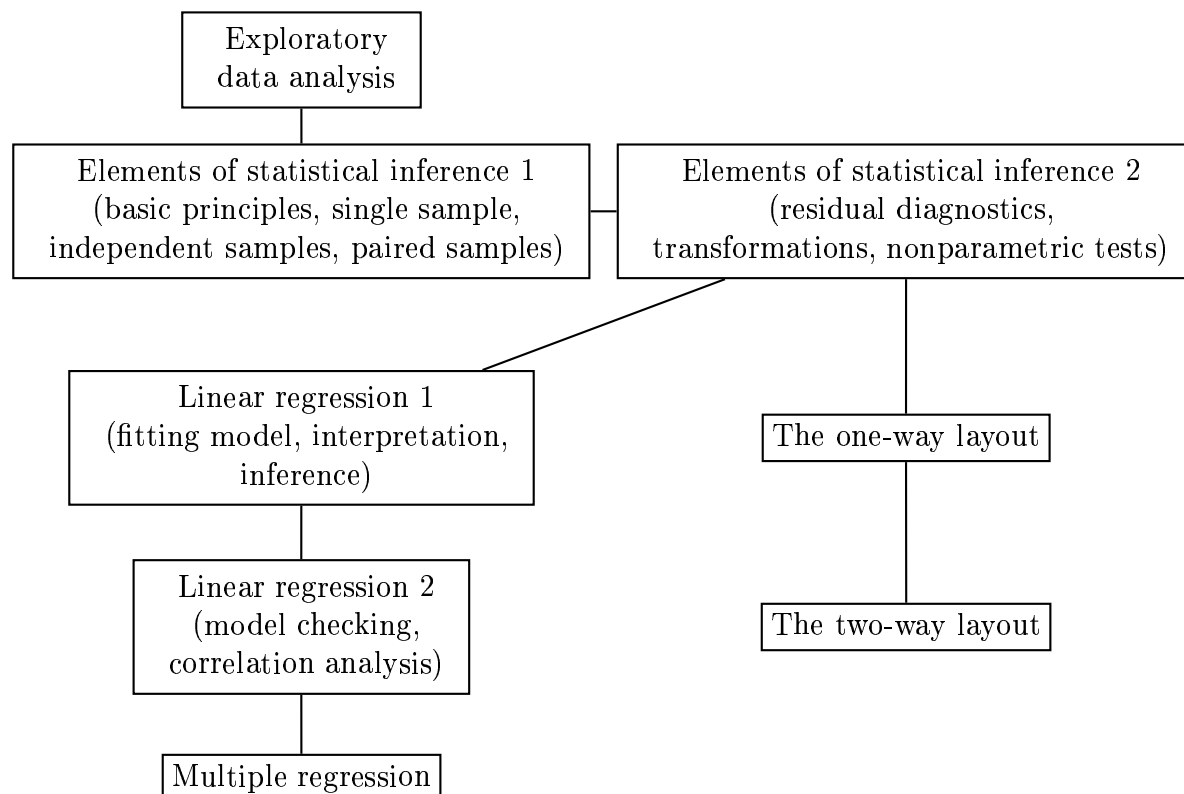 Exploratory
data analysis
Elements of statistical inference 1
(basic principles, single sample,
independent samples, paired samples)
Elements of statistical inference 2
(residual diagnostics,
transformations, nonparametric tests)
Linear regression 1
(fitting model, interpretation,
inference)
The one-way layout
Linear regression 2
(model checking,
correlation analysis)
The two-way layout
Multiple regression